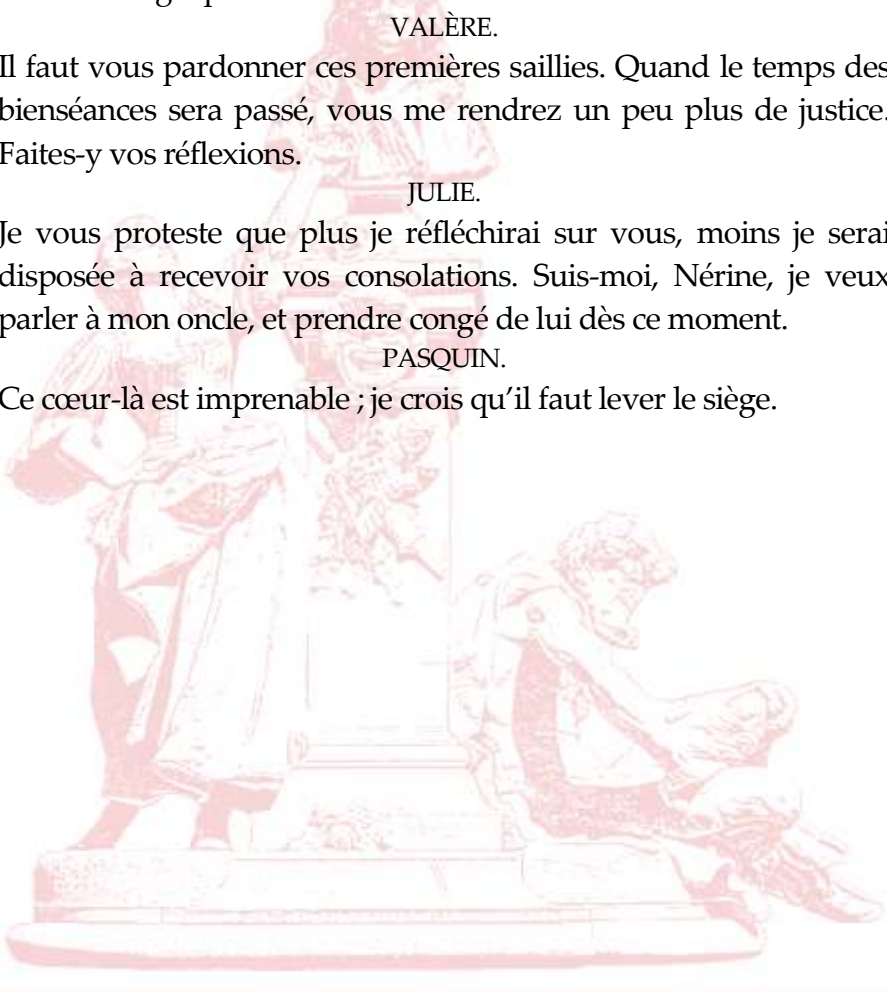 VALÈRE.
Il faut vous pardonner ces premières saillies. Quand le temps des
bienséances sera passé, vous me rendrez un peu plus de justice.
Faites-y vos réflexions.
JULIE.
Je vous proteste que plus je réfléchirai sur vous, moins je serai
disposée à recevoir vos consolations. Suis-moi, Nérine, je veux
parler à mon oncle, et prendre congé de lui dès ce moment.
PASQUIN.
Ce cœur-là est imprenable ; je crois qu’il faut lever le siège.